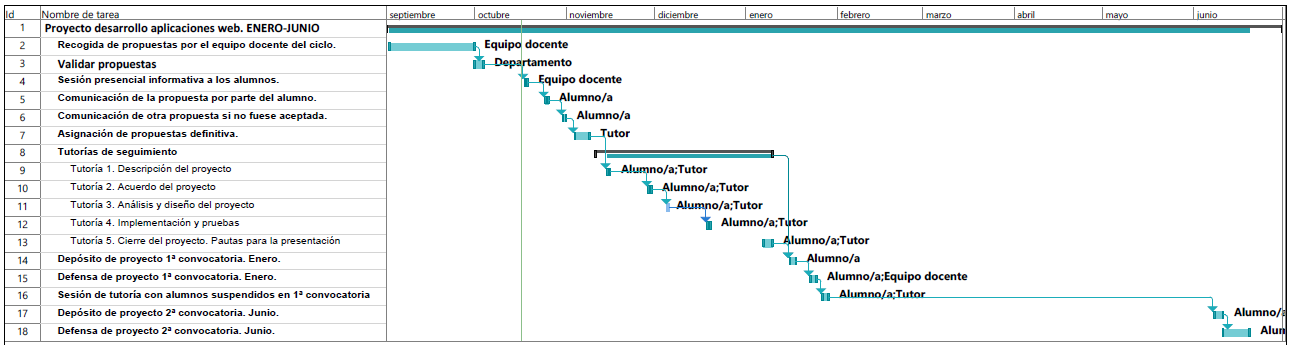 Id Nombre de tarea septiembre octubre noviembre diciembre enero febrero marzo abril mayo junio
1 Proyecto desarrollo aplicaciones web. ENERO-JUNIO
2 Recogida de propuestas por el equipo docente del ciclo. Equipo docente
3 Validar propuestas Departamento
4 Sesión presencial informativa a los alumnos. Equipo docente
5 Comunicación de la propuesta por parte del alumno. Alumno/a
6 Comunicación de otra propuesta si no fuese aceptada. Alumno/a
7 Asignación de propuestas definitiva. Tutor
8 Tutorías de seguimiento
9 Tutoría 1. Descripción del proyecto Alumno/a;Tutor
10 Tutoría 2. Acuerdo del proyecto Alumno/a;Tutor
11 Tutoría 3. Análisis y diseño del proyecto Alumno/a;Tutor
12 Tutoría 4. Implementación y pruebas Alumno/a;Tutor
13 Tutoría 5. Cierre del proyecto. Pautas para la presentación Alumno/a;Tutor
14 Depósito de proyecto 1ª convocatoria. Enero. Alumno/a
15 Defensa de proyecto 1ª convocatoria. Enero. Alumno/a;Equipo docente
16 Sesión de tutoría con alumnos suspendidos en 1ª convocatoria Alumno/a;Tutor
17 Depósito de proyecto 2ª convocatoria. Junio. Alumno/a
18 Defensa de proyecto 2ª convocatoria. Junio. Alun